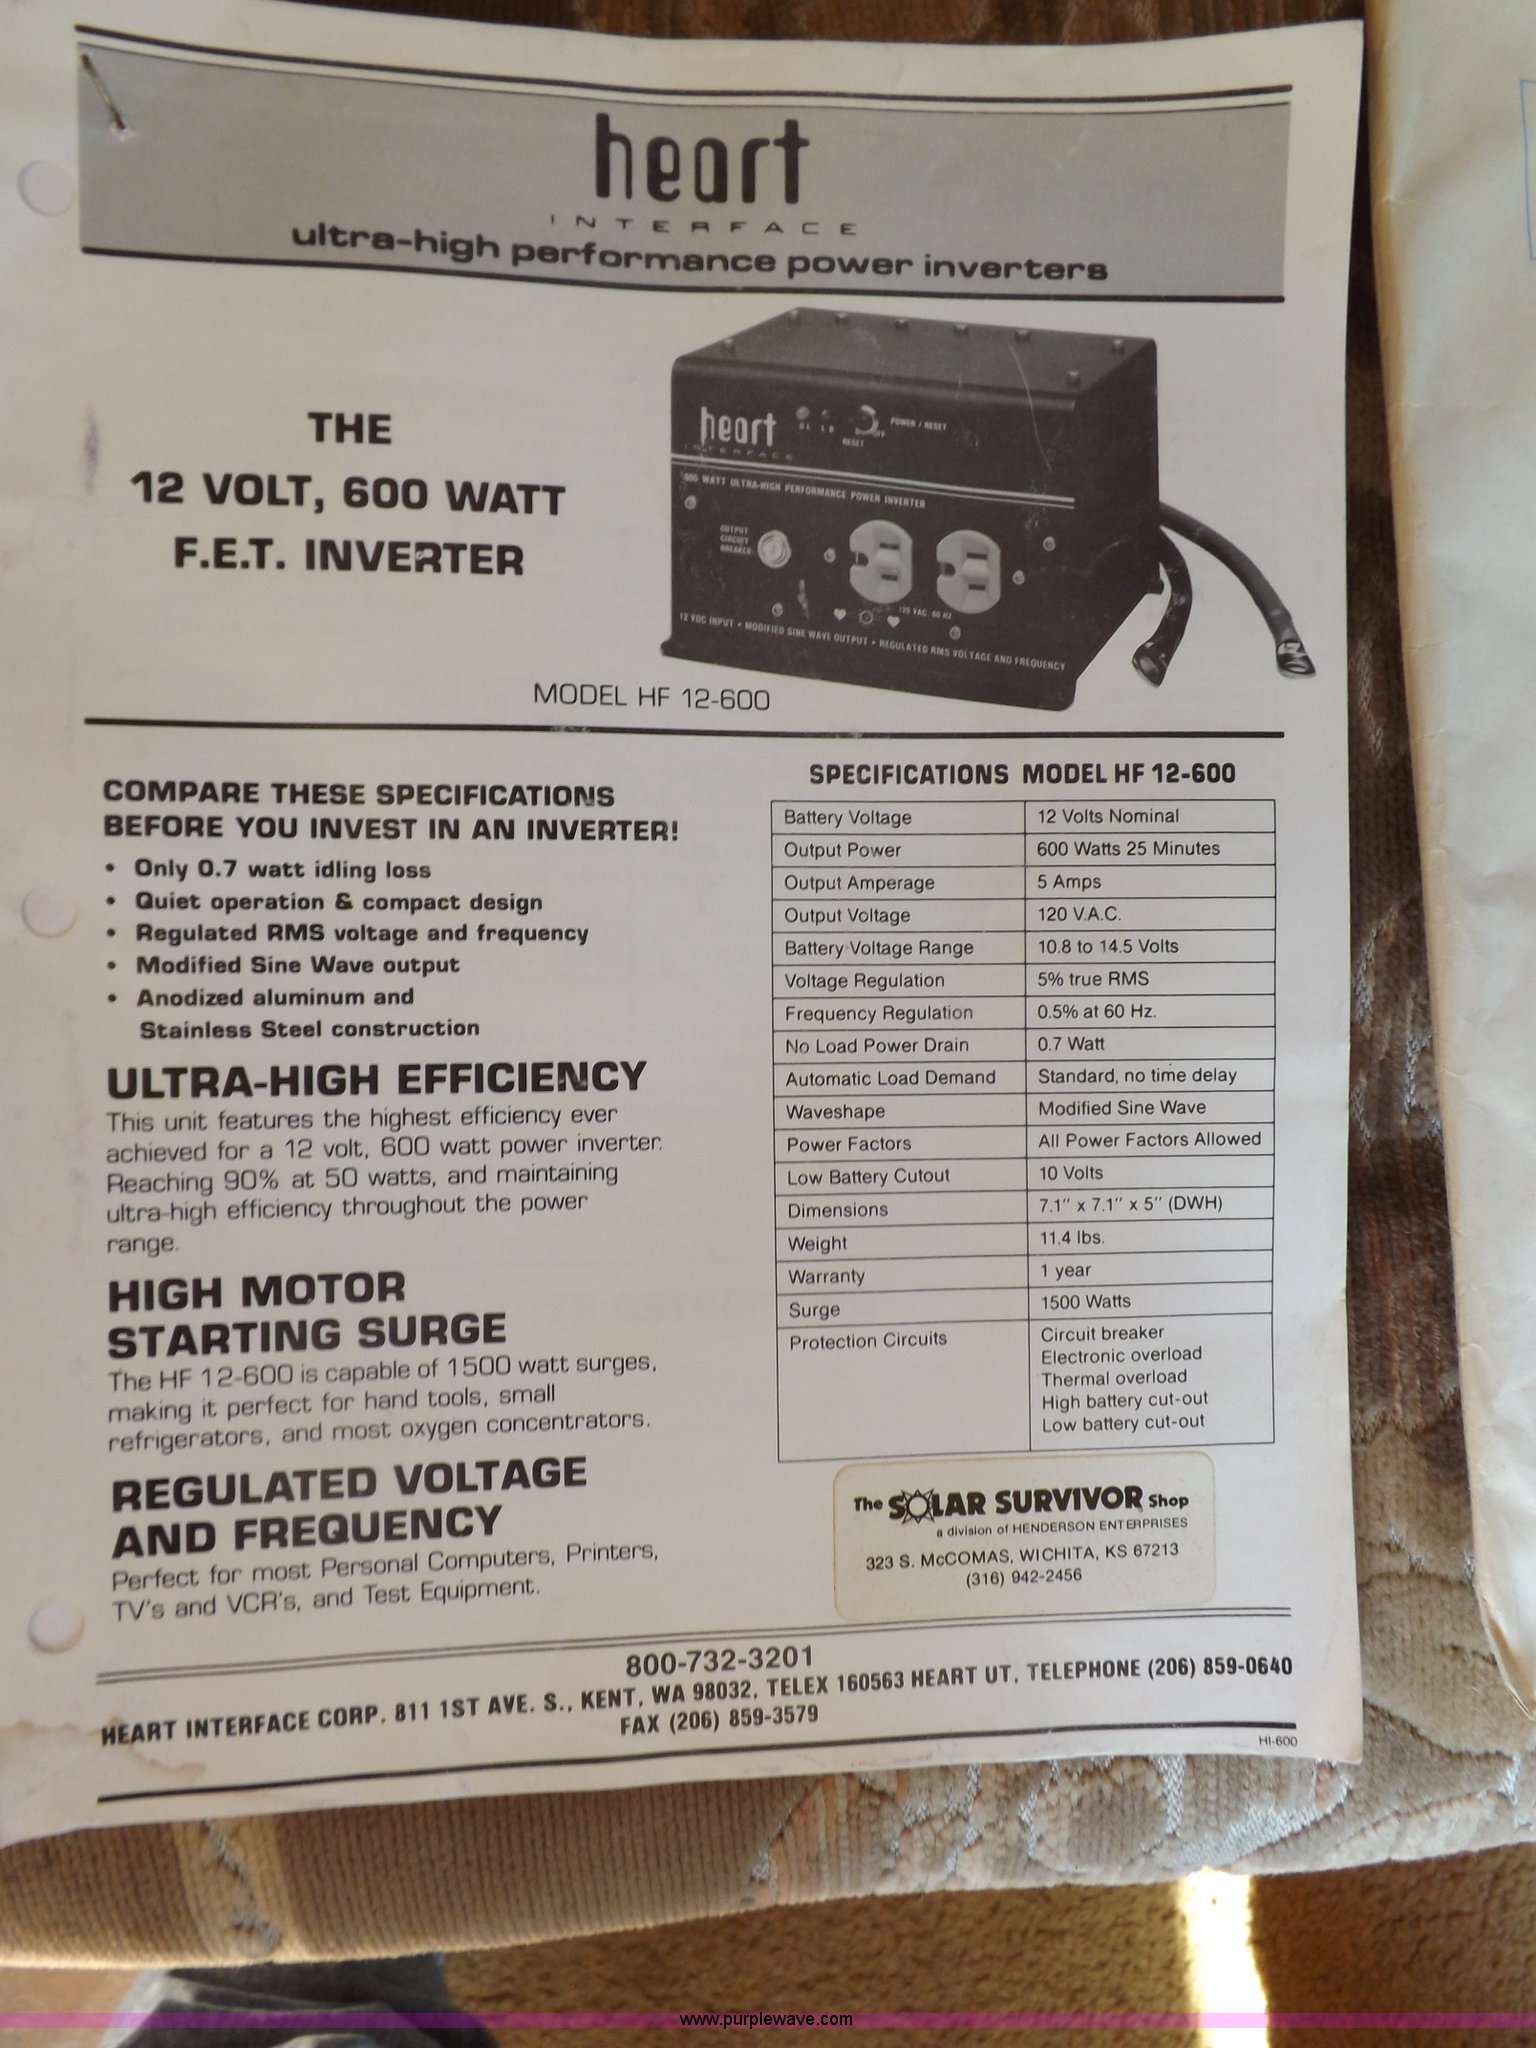 heart
INTERFACE
ultra-high performance power inverters
THE
12 VOLT, 600 WATT
F.E.T. INVERTER
heart
INTERFACE
POWER / RESET
RESET
600 WATT ULTRA-HIGH PERFORMANCE POWER INVERTER
OUTPUT
CIRCUIT
BREAKER
120 VAC 60 HZ
12 VDC INPUT • MODIFIED SINE WAVE OUTPUT • REGULATED RMS VOLTAGE AND FREQUENCY
MODEL HF 12-600
COMPARE THESE SPECIFICATIONS
BEFORE YOU INVEST IN AN INVERTER!
• Only 0.7 watt idling loss
• Quiet operation & compact design
• Regulated RMS voltage and frequency
• Modified Sine Wave output
• Anodized aluminum and
Stainless Steel construction
ULTRA-HIGH EFFICIENCY
This unit features the highest efficiency ever
achieved for a 12 volt, 600 watt power inverter.
Reaching 90% at 50 watts, and maintaining
ultra-high efficiency throughout the power
range.
HIGH MOTOR
STARTING SURGE
The HF 12-600 is capable of 1500 watt surges,
making it perfect for hand tools, small
refrigerators, and most oxygen concentrators.
REGULATED VOLTAGE
AND FREQUENCY
Perfect for most Personal Computers, Printers,
TV's and VCR's, and Test Equipment.
SPECIFICATIONS MODEL HF 12-600
Battery Voltage 12 Volts Nominal
Output Power 600 Watts 25 Minutes
Output Amperage 5 Amps
Output Voltage 120 V.A.C.
Battery Voltage Range 10.8 to 14.5 Volts
Voltage Regulation 5% true RMS
Frequency Regulation 0.5% at 60 Hz.
No Load Power Drain 0.7 Watt
Automatic Load Demand Standard, no time delay
Waveshape Modified Sine Wave
Power Factors All Power Factors Allowed
Low Battery Cutout 10 Volts
Dimensions 7.1" x 7.1" x 5" (DWH)
Weight 11.4 lbs.
Warranty 1 year
Surge 1500 Watts
Protection Circuits Circuit breaker
Electronic overload
Thermal overload
High battery cut-out
Low battery cut-out
The SOLAR SURVIVOR Shop
a division of HENDERSON ENTERPRISES
323 S. McCOMAS, WICHITA, KS 67213
(316) 942-2456
800-732-3201
HEART INTERFACE CORP. 811 1ST AVE. S., KENT, WA 98032, TELEX 160563 HEART UT, TELEPHONE (206) 859-0640
FAX (206) 859-3579
HI-600
www.purplewave.com